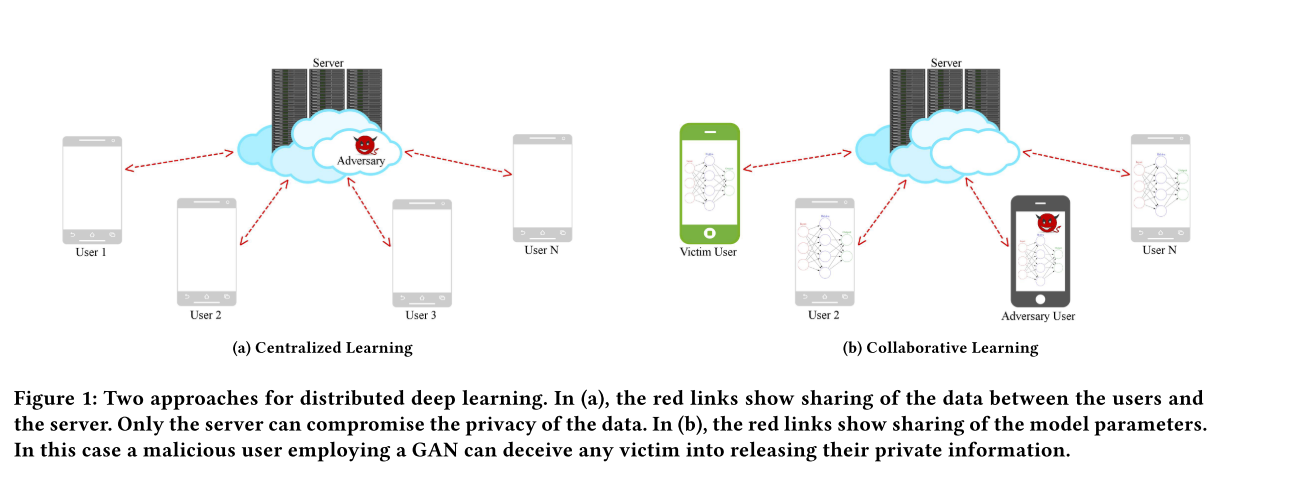 Server
Adversary
User 1
User 2
User 3
User N
(a) Centralized Learning
Server
Victim User
User 2
Adversary User
User N
(b) Collaborative Learning
Figure 1: Two approaches for distributed deep learning. In (a), the red links show sharing of the data between the users and
the server. Only the server can compromise the privacy of the data. In (b), the red links show sharing of the model parameters.
In this case a malicious user employing a GAN can deceive any victim into releasing their private information.